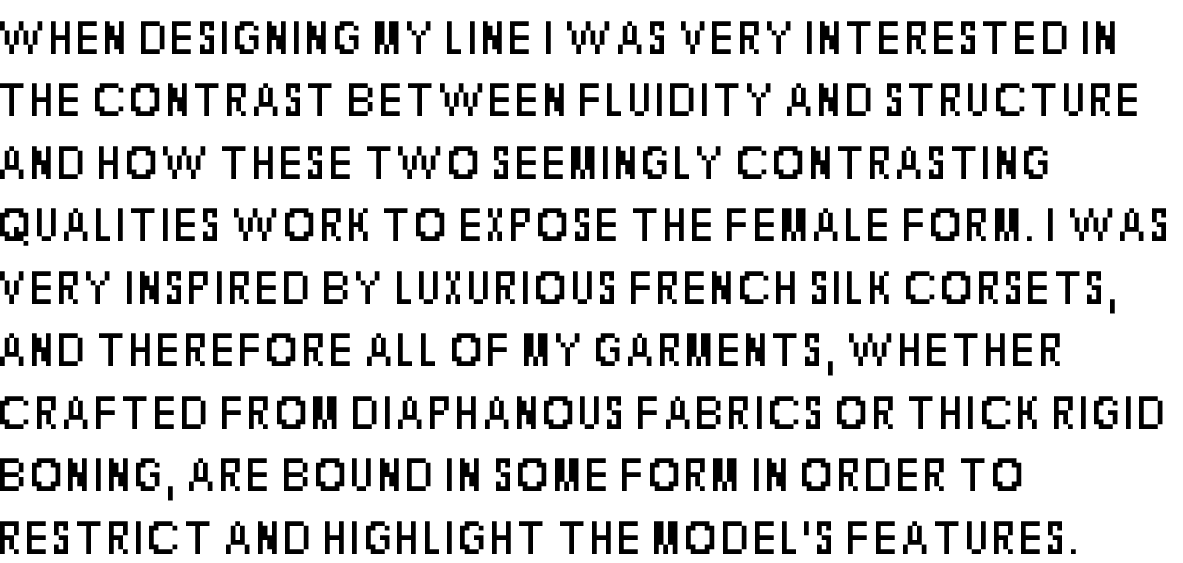 WHEN DESIGNING MY LINE I WAS VERY INTERESTED IN
THE CONTRAST BETWEEN FLUIDITY AND STRUCTURE
AND HOW THESE TWO SEEMINGLY CONTRASTING
QUALITIES WORK TO EXPOSE THE FEMALE FORM. I WAS
VERY INSPIRED BY LUXURIOUS FRENCH SILK CORSETS,
AND THEREFORE ALL OF MY GARMENTS, WHETHER
CRAFTED FROM DIAPHANOUS FABRICS OR THICK RIGID
BONING, ARE BOUND IN SOME FORM IN ORDER TO
RESTRICT AND HIGHLIGHT THE MODEL'S FEATURES.